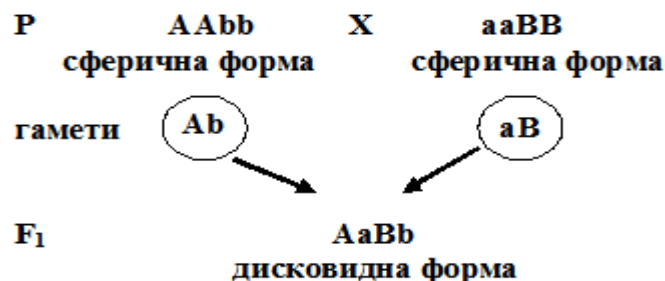 P AAbb X aaBB
сферична форма сферична форма
гамети Ab aB
F₁ AaBb
дисковидна форма